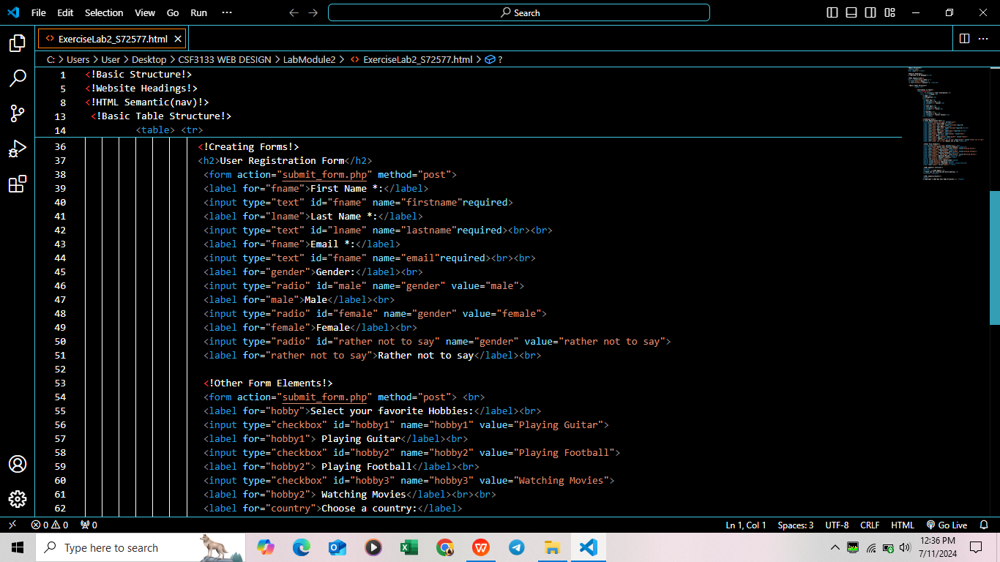 File Edit Selection View Go Run ··· Search
ExerciseLab2_S72577.html
C: > Users > User > Desktop > CSF3133 WEB DESIGN > LabModule2 > ExerciseLab2_S72577.html > ?
1 <!Basic Structure!>
5 <!Website Headings!>
8 <!HTML Semantic(nav)!>
13 <!Basic Table Structure!>
14 <table> <tr>
36 <!Creating Forms!>
37 <h2>User Registration Form</h2>
38 <form action="submit_form.php" method="post">
39 <label for="fname">First Name *:</label>
40 <input type="text" id="fname" name="firstname"required>
41 <label for="lname">Last Name *:</label>
42 <input type="text" id="lname" name="lastname"required><br><br>
43 <label for="fname">Email *:</label>
44 <input type="text" id="fname" name="email"required><br><br>
45 <label for="gender">Gender:</label><br>
46 <input type="radio" id="male" name="gender" value="male">
47 <label for="male">Male</label><br>
48 <input type="radio" id="female" name="gender" value="female">
49 <label for="female">Female</label><br>
50 <input type="radio" id="rather not to say" name="gender" value="rather not to say">
51 <label for="rather not to say">Rather not to say</label><br>
52
53 <!Other Form Elements!>
54 <form action="submit_form.php" method="post"> <br>
55 <label for="hobby">Select your favorite Hobbies:</label><br>
56 <input type="checkbox" id="hobby1" name="hobby1" value="Playing Guitar">
57 <label for="hobby1"> Playing Guitar</label><br>
58 <input type="checkbox" id="hobby2" name="hobby2" value="Playing Football">
59 <label for="hobby2"> Playing Football</label><br>
60 <input type="checkbox" id="hobby3" name="hobby3" value="Watching Movies">
61 <label for="hobby2"> Watching Movies</label><br><br>
62 <label for="country">Choose a country:</label>
0 0 0 Ln 1, Col 1 Spaces: 3 UTF-8 CRLF HTML Go Live
Type here to search
12:36 PM
7/11/2024